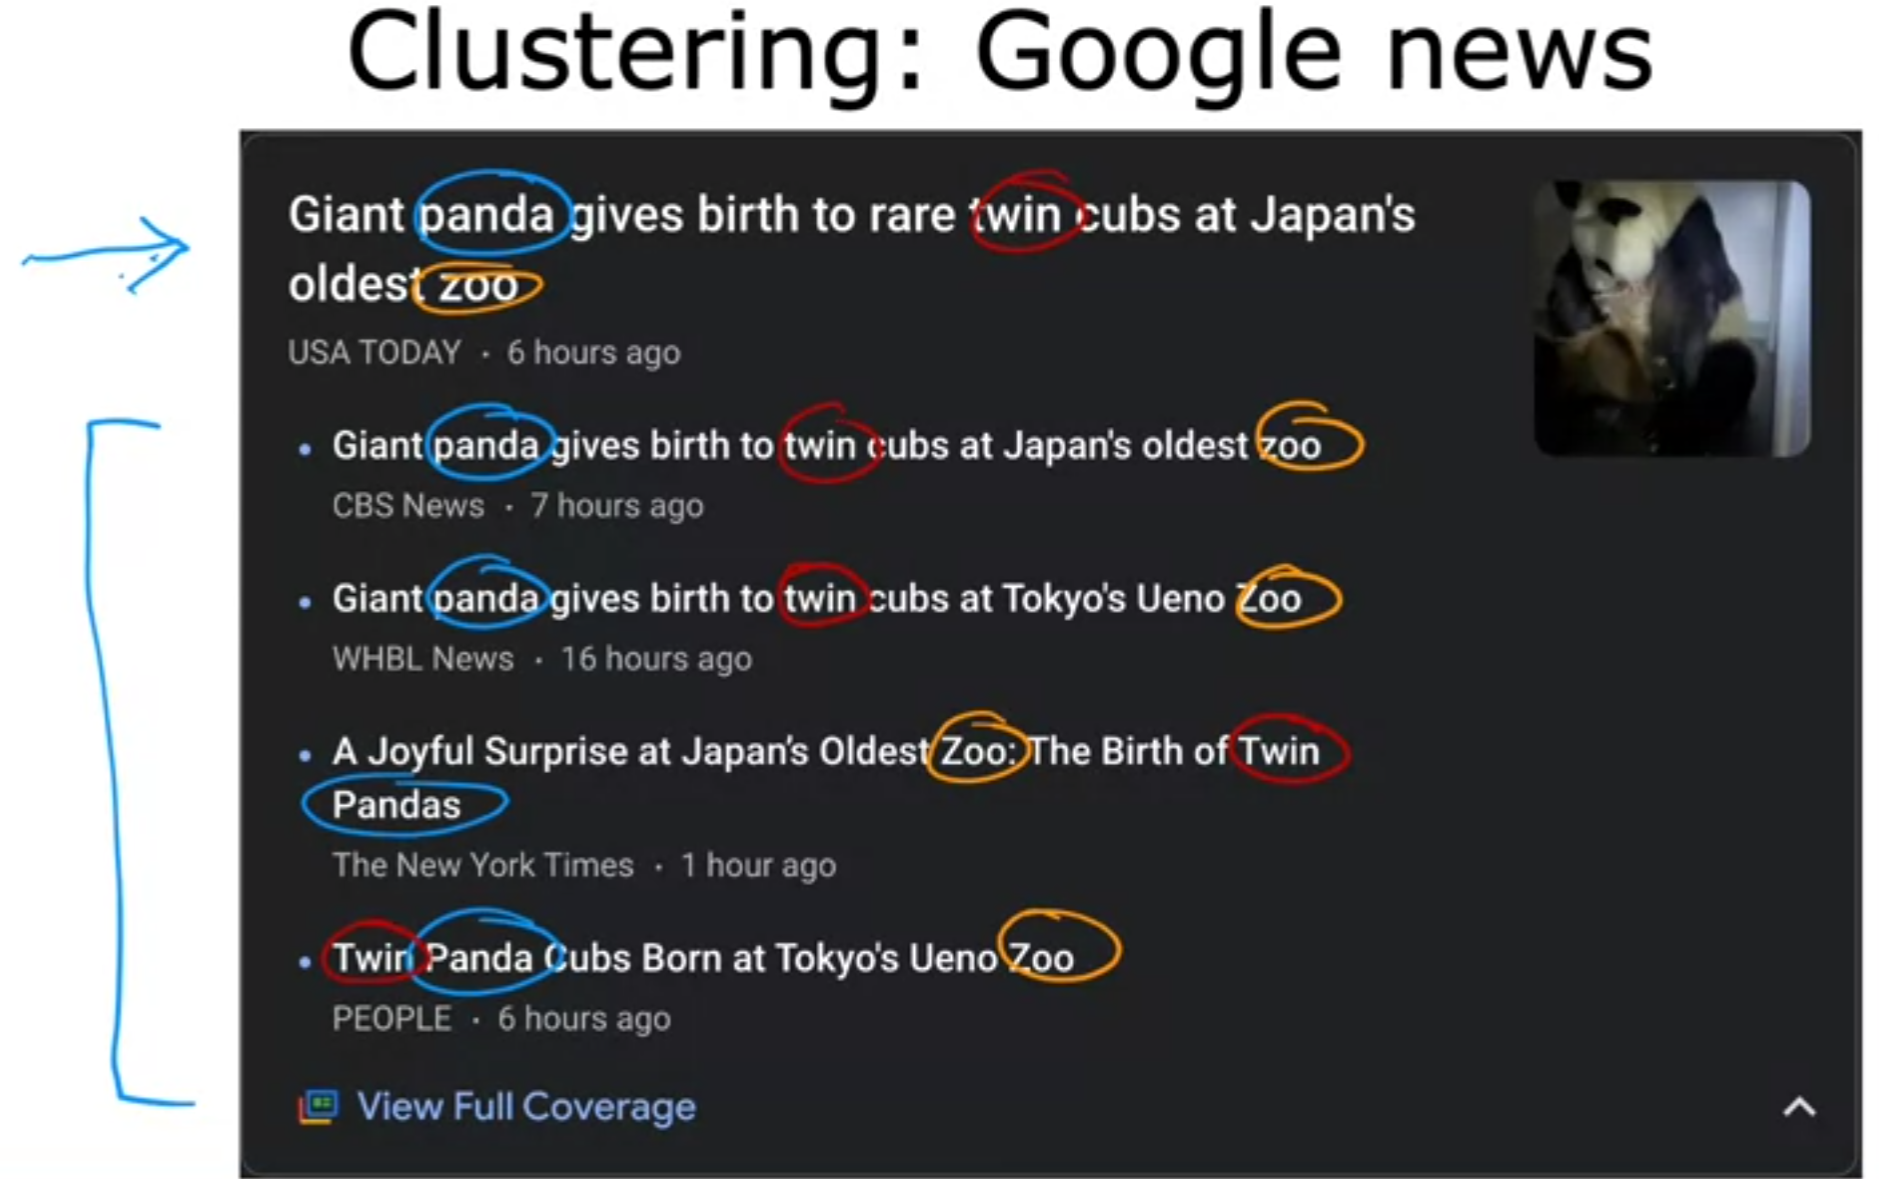 Clustering: Google news
Giant panda gives birth to rare twin cubs at Japan's
oldest zoo
USA TODAY · 6 hours ago
• Giant panda gives birth to twin cubs at Japan's oldest zoo
CBS News · 7 hours ago
• Giant panda gives birth to twin cubs at Tokyo's Ueno Zoo
WHBL News · 16 hours ago
• A Joyful Surprise at Japan’s Oldest Zoo: The Birth of Twin
Pandas
The New York Times · 1 hour ago
• Twin Panda Cubs Born at Tokyo's Ueno Zoo
PEOPLE · 6 hours ago
View Full Coverage